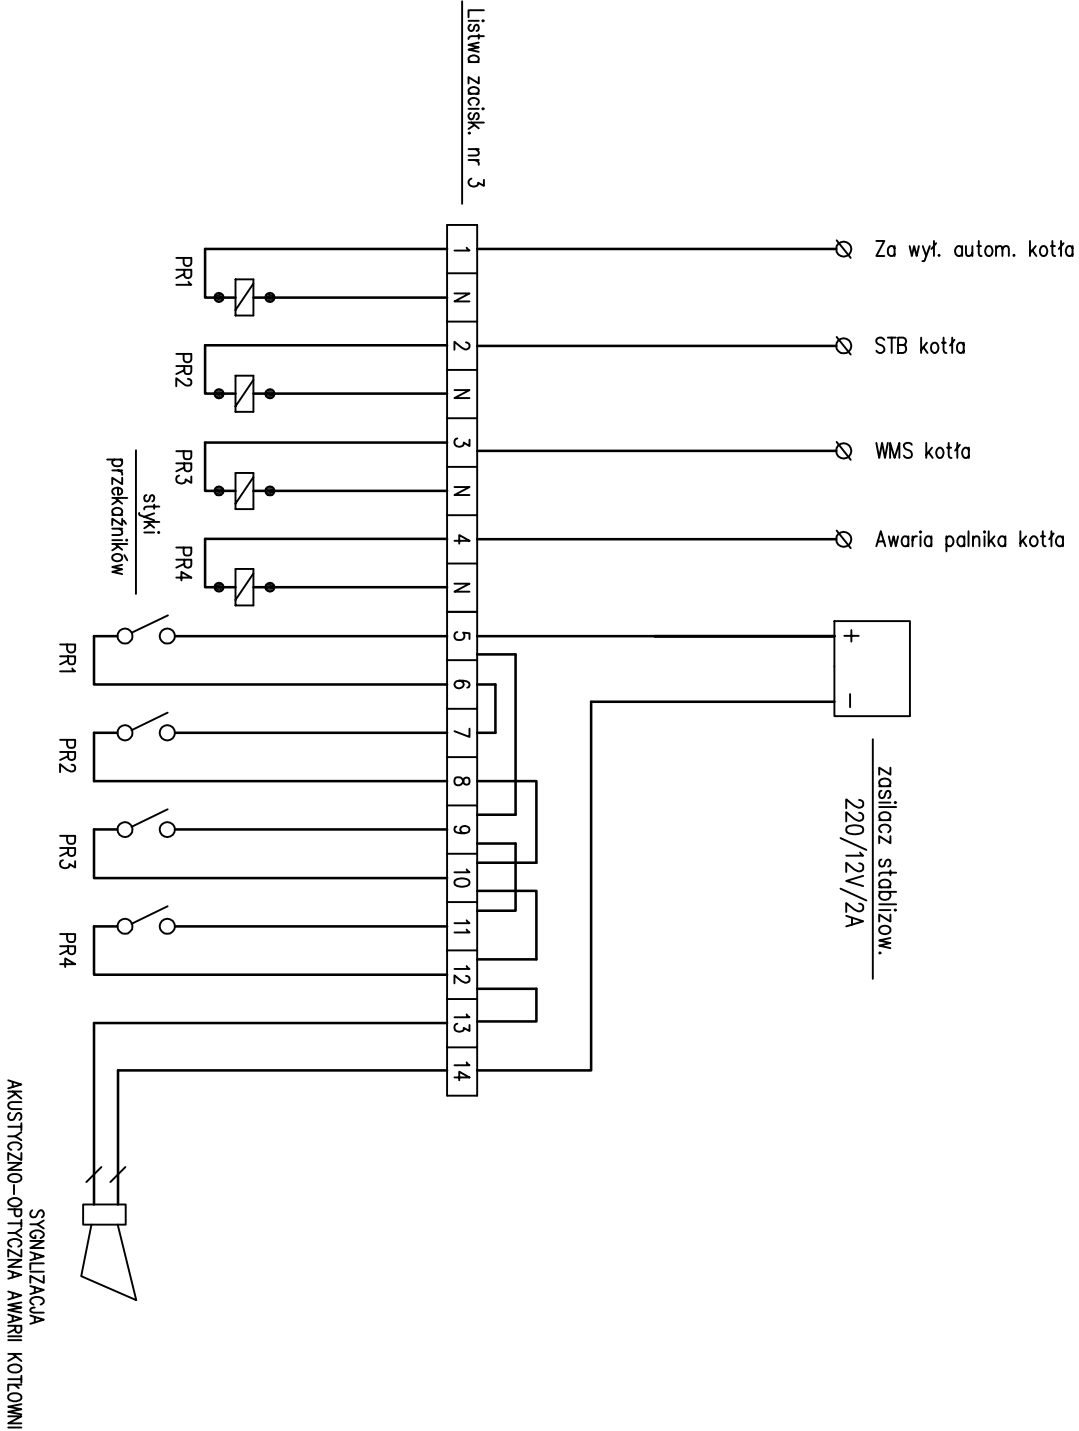 Listwa zacisk. nr 3
Za wył. autom. kotła
STB kotła
WMS kotła
Awaria palnika kotła
1
N
2
N
3
N
4
N
5
6
7
8
9
10
11
12
13
14
PR1
PR2
PR3
PR4
styki
przekaźników
PR1
PR2
PR3
PR4
+
–
zasilacz stablizow.
220/12V/2A
SYGNALIZACJA
AKUSTYCZNO-OPTYCZNA AWARII KOTŁOWNI